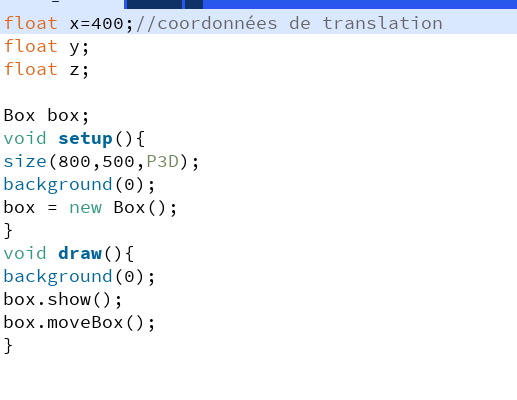 float x=400;//coordonnées de translation
float y;
float z;

Box box;
void setup(){
size(800,500,P3D);
background(0);
box = new Box();
}
void draw(){
background(0);
box.show();
box.moveBox();
}